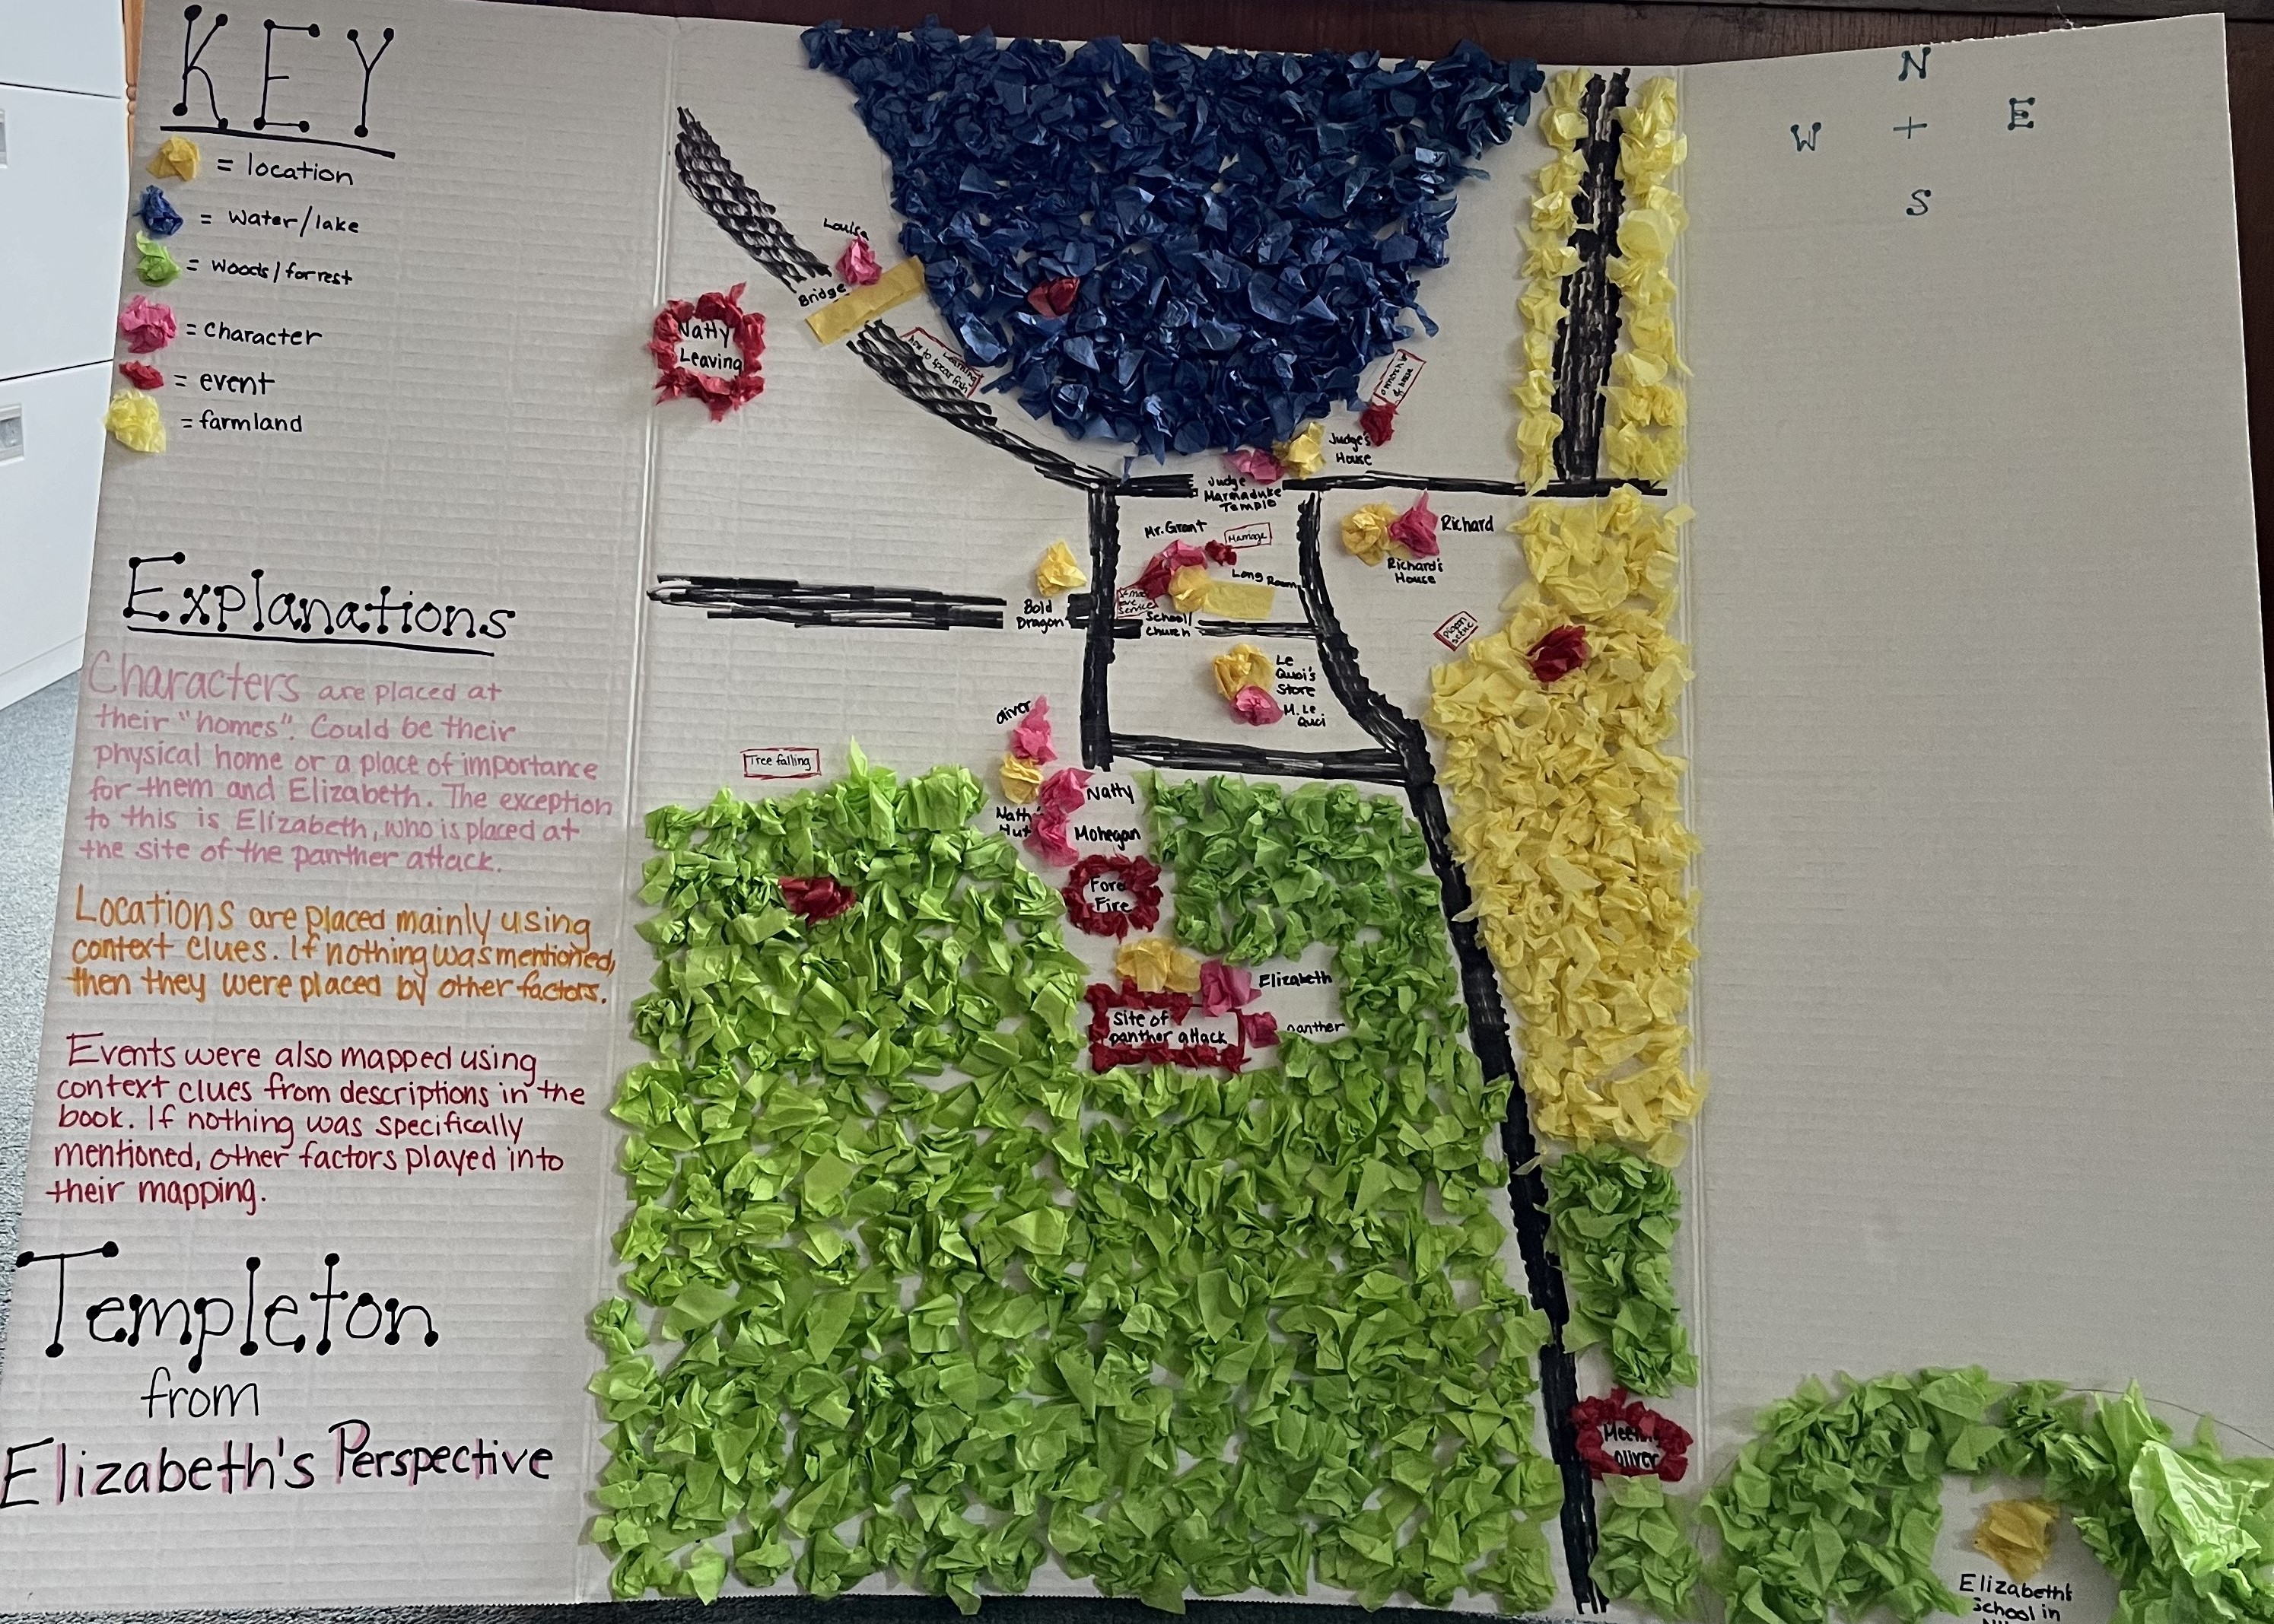 KEY
= location
= water/lake
= woods/forrest
= character
= event
= farmland
Explanations
Characters are placed at
their "homes". Could be their
physical home or a place of importance
for them and Elizabeth. The exception
to this is Elizabeth, who is placed at
the site of the panther attack.
Locations are placed mainly using
context clues. If nothing was mentioned,
then they were placed by other factors.
Events were also mapped using
context clues from descriptions in the
book. If nothing was specifically
mentioned, other factors played into
their mapping.
Templeton
from
Elizabeth's Perspective
Louisa
Bridge
Natty
Leaving
Learning
how to spear fish
Judge's
House
Judge
Marmaduke
Temple
Mr. Grant
Marriage
Long Room
School/
Church
Richard
Richard's
House
Bold
Dragon
pigeon
Le
Quoi's
Store
M. Le
Quoi
Oliver
Tree falling
Natty
Hut
Natty
Mohegan
Fire
Elizabeth
Site of
panther attack
panther
oliver
N
W + E
S
Elizabeth's
School in